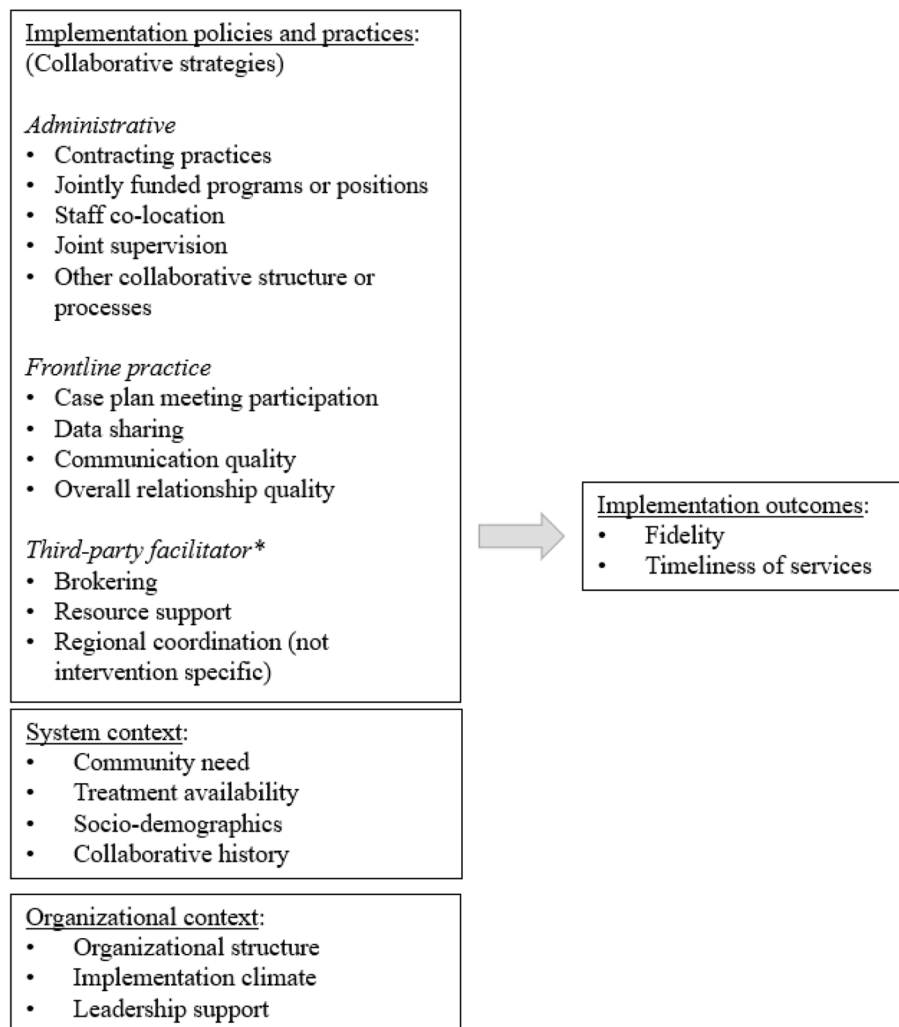 Implementation policies and practices:
(Collaborative strategies)
Administrative
• Contracting practices
• Jointly funded programs or positions
• Staff co-location
• Joint supervision
• Other collaborative structure or
processes
Frontline practice
• Case plan meeting participation
• Data sharing
• Communication quality
• Overall relationship quality
Third-party facilitator*
• Brokering
• Resource support
• Regional coordination (not
intervention specific)
System context:
• Community need
• Treatment availability
• Socio-demographics
• Collaborative history
Organizational context:
• Organizational structure
• Implementation climate
• Leadership support
Implementation outcomes:
• Fidelity
• Timeliness of services